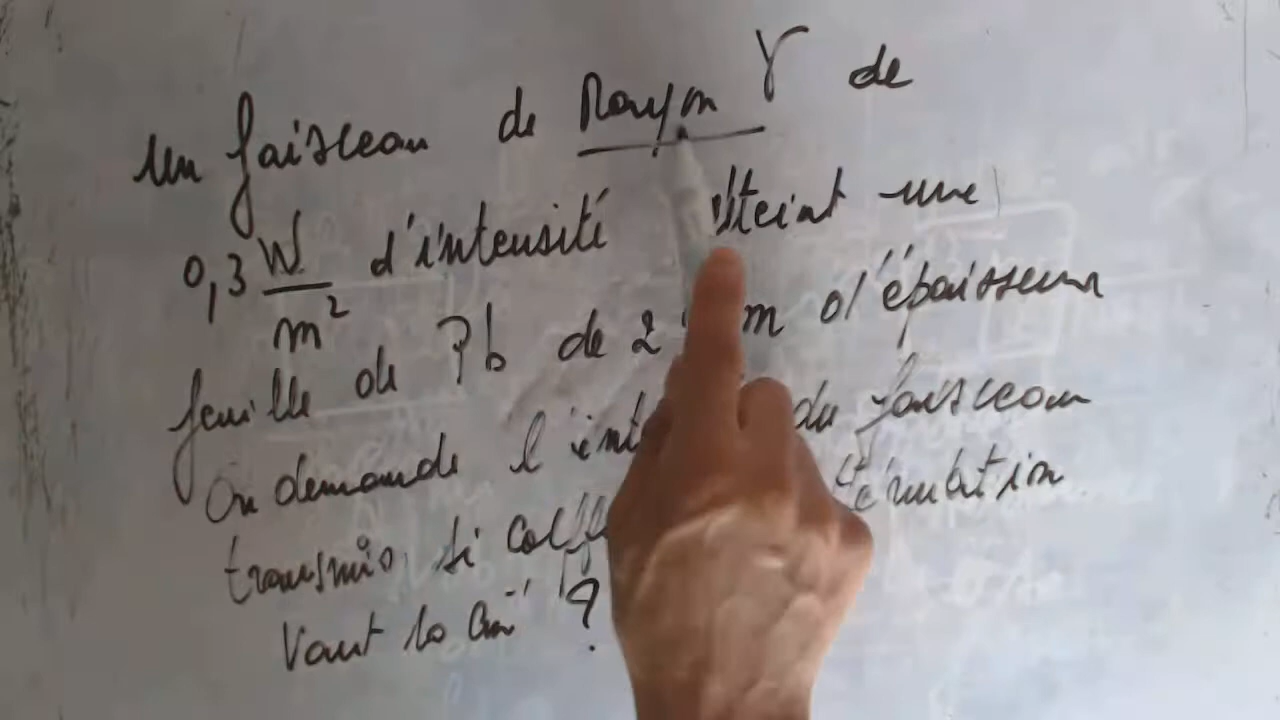 Un faisceau de Rayon γ de
0,3 W/m² d'intensité atteint une
feuille de Pb de 2 m d'épaisseur
On demande l' du faisceau
transmis si
Vaut 10 cm⁻¹ ?